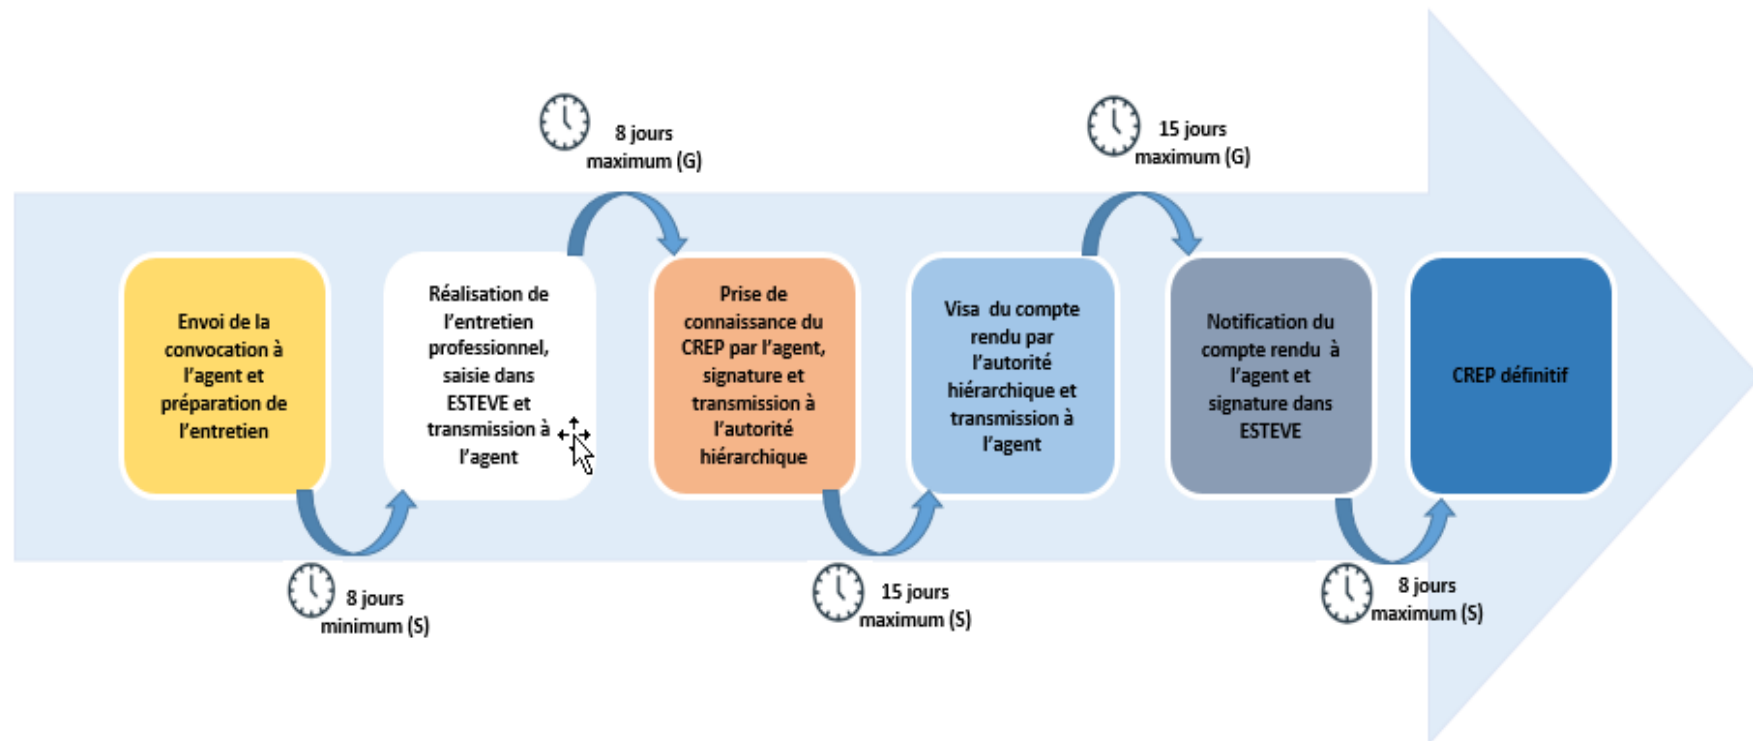 8 jours
maximum (G)
15 jours
maximum (G)
Envoi de la
convocation à
l'agent et
préparation de
l'entretien
Réalisation de
l'entretien
professionnel,
saisie dans
ESTEVE et
transmission à
l'agent
Prise de
connaissance du
CREP par l'agent,
signature et
transmission à
l'autorité
hiérarchique
Visa du compte
rendu par
l'autorité
hiérarchique et
transmission à
l'agent
Notification du
compte rendu à
l'agent et
signature dans
ESTEVE
CREP définitif
8 jours
minimum (S)
15 jours
maximum (S)
8 jours
maximum (S)